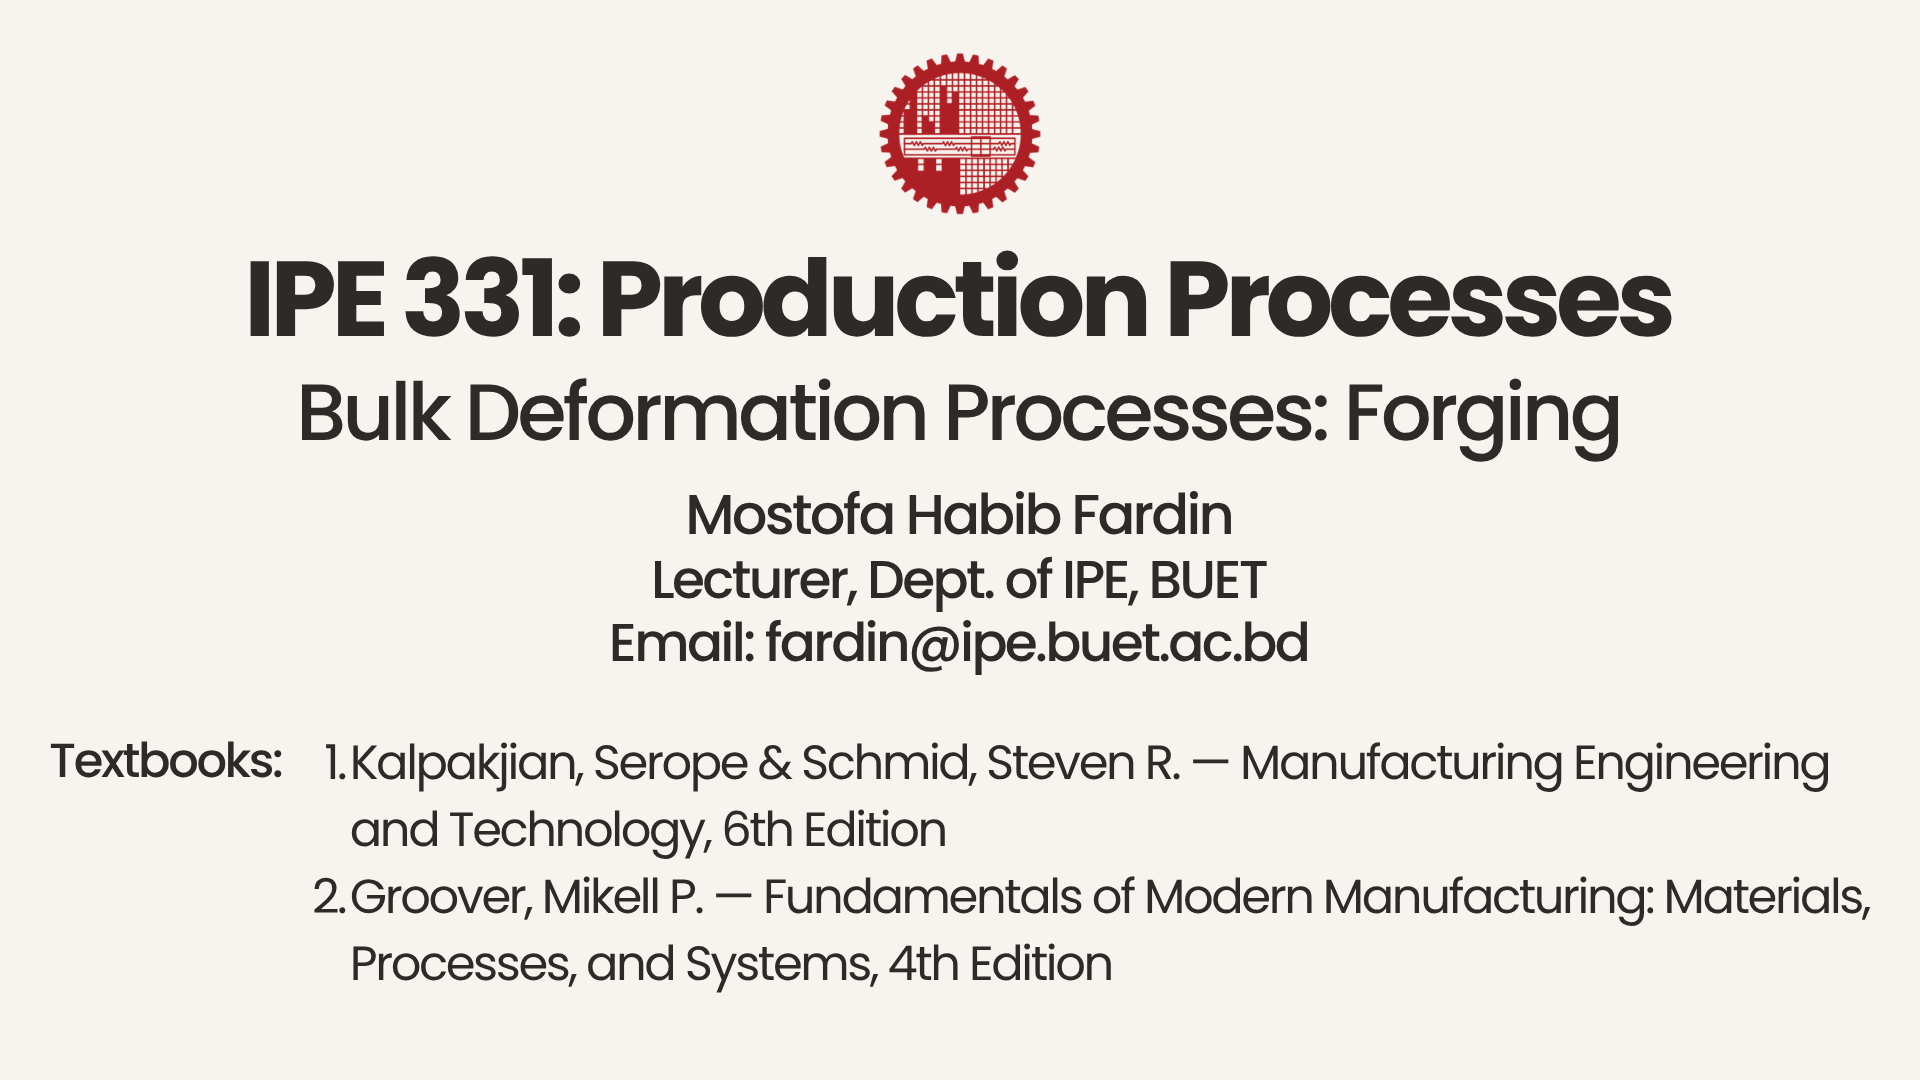 IPE 331: Production Processes
Bulk Deformation Processes: Forging
Mostofa Habib Fardin
Lecturer, Dept. of IPE, BUET
Email: fardin@ipe.buet.ac.bd
Textbooks: 1. Kalpakjian, Serope & Schmid, Steven R. — Manufacturing Engineering
and Technology, 6th Edition
2. Groover, Mikell P. — Fundamentals of Modern Manufacturing: Materials,
Processes, and Systems, 4th Edition